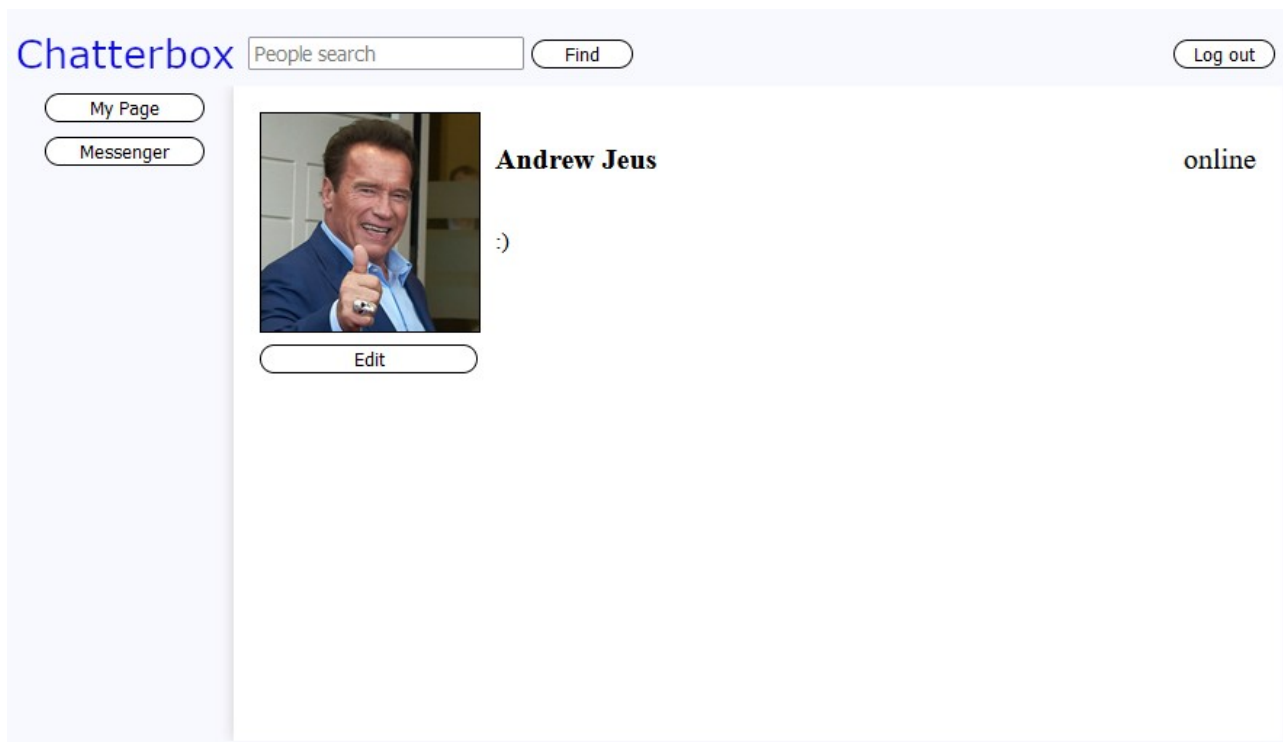 Chatterbox People search Find Log out
My Page
Messenger
Andrew Jeus online
:)
Edit